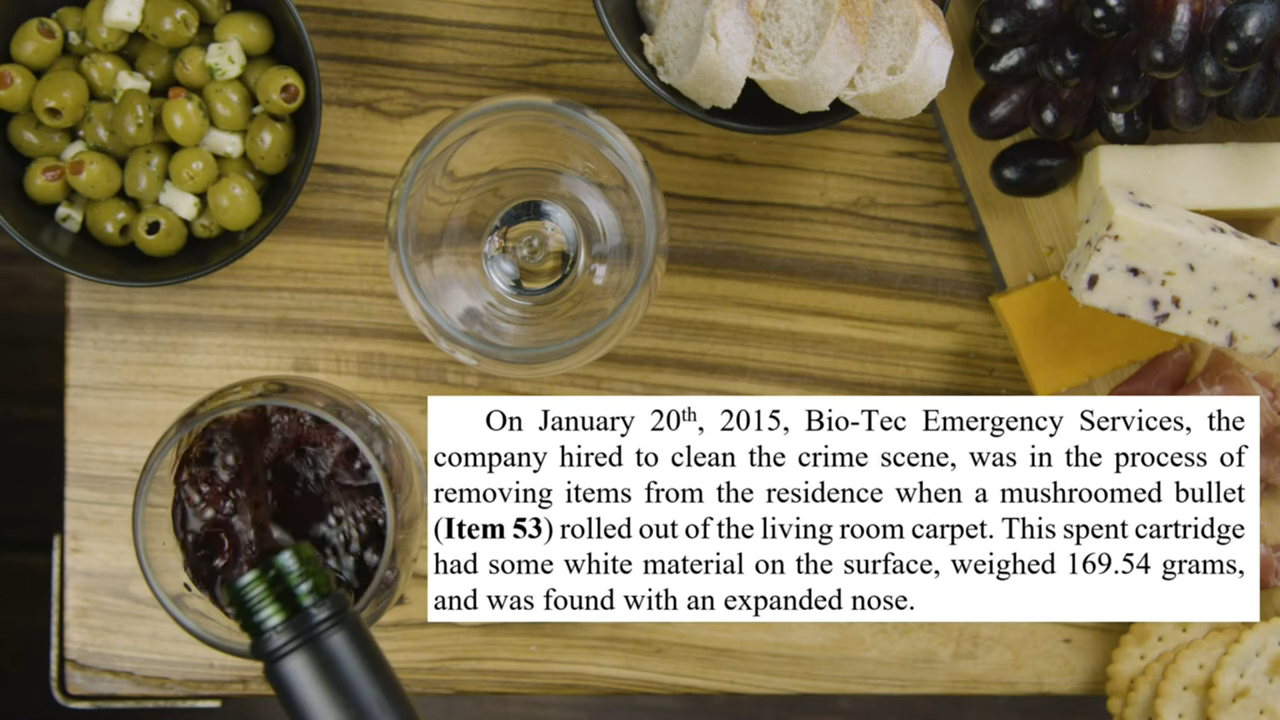 On January 20th, 2015, Bio-Tec Emergency Services, the
company hired to clean the crime scene, was in the process of
removing items from the residence when a mushroomed bullet
(Item 53) rolled out of the living room carpet. This spent cartridge
had some white material on the surface, weighed 169.54 grams,
and was found with an expanded nose.